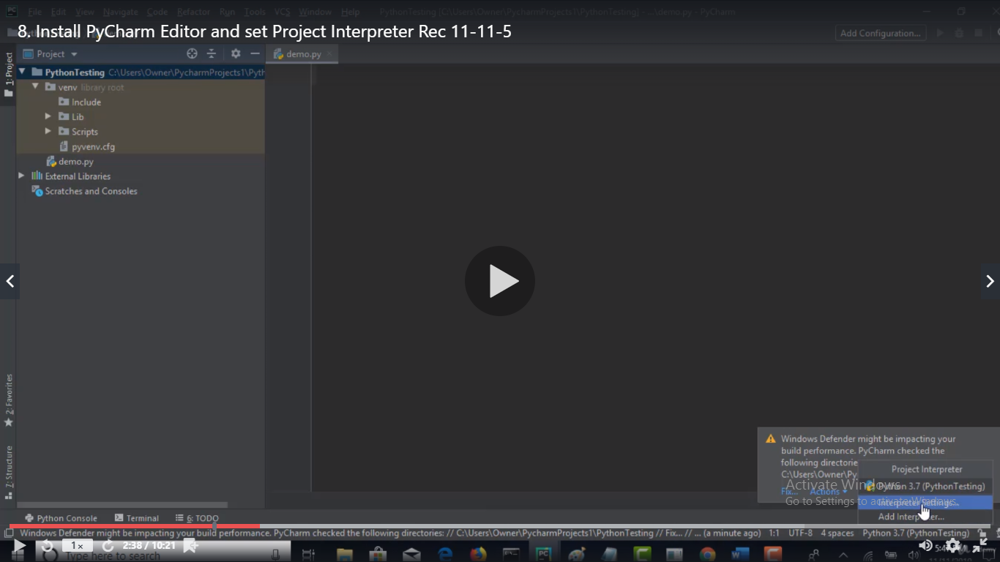 File Edit View Navigate Code Refactor Run Tools VCS Window Help PythonTesting [C:\Users\Owner\PycharmProjects1\PythonTesting] - ...\demo.py - PyCharm
8. Install PyCharm Editor and set Project Interpreter Rec 11-11-5
Add Configuration...
Project
demo.py
1: Project
PythonTesting C:\Users\Owner\PycharmProjects1\Pyth
venv library root
Include
Lib
Scripts
pyvenv.cfg
demo.py
External Libraries
Scratches and Consoles
2: Favorites
7: Structure
Windows Defender might be impacting your
build performance. PyCharm checked the
following directorie
C:\Users\Owner\Py
Fix... Actions
Project Interpreter
Python 3.7 (PythonTesting)
Interpreter Settings...
Add Interpreter...
Activate Windows
Go to Settings to activate Windows.
Python Console Terminal 6: TODO
Windows Defender might be impacting your build performance. PyCharm checked the following directories: // C:\Users\Owner\PycharmProjects1\PythonTesting // Fix... // ... (a minute ago) 1:1 UTF-8 4 spaces Python 3.7 (PythonTesting)
1x 2:38 / 10:21
Type here to search